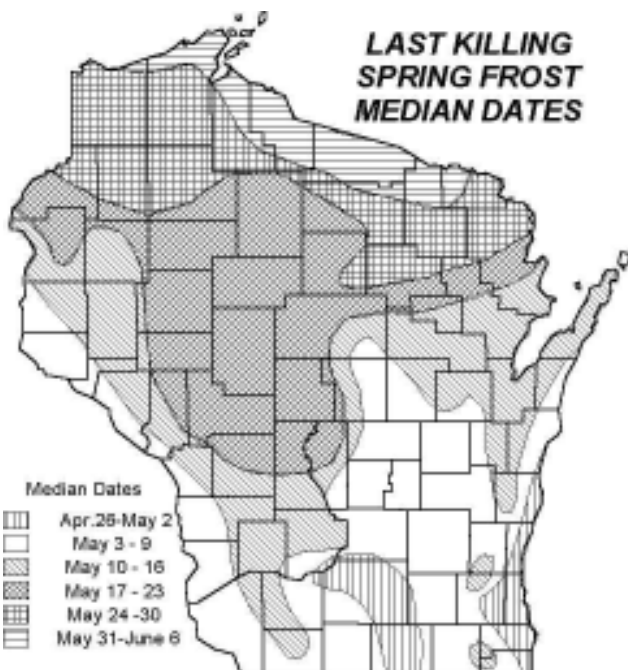 LAST KILLING
SPRING FROST
MEDIAN DATES
Median Dates
Apr.26-May 2
May 3 - 9
May 10 - 16
May 17 - 23
May 24 -30
May 31-June 6